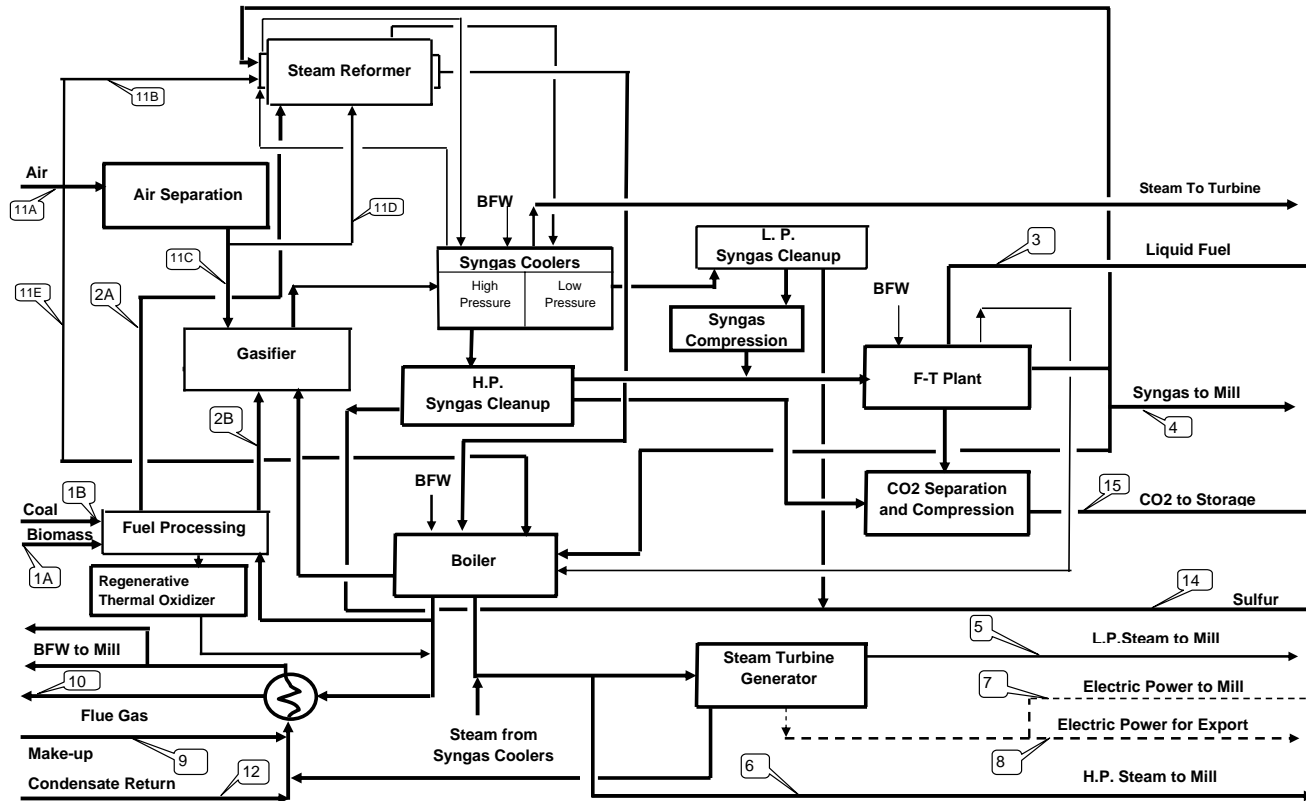 Steam Reformer
11B
Air
Air Separation
11A
11D
BFW
Steam To Turbine
L. P.
Syngas Cleanup
3
Liquid Fuel
11C
Syngas Coolers
High
Pressure
Low
Pressure
11E
2A
BFW
Syngas
Compression
Gasifier
F-T Plant
H.P.
Syngas Cleanup
Syngas to Mill
4
2B
BFW
CO2 Separation
and Compression
15
CO2 to Storage
1B
Coal
Fuel Processing
Biomass
Boiler
1A
Regenerative
Thermal Oxidizer
14
Sulfur
5
BFW to Mill
L.P.Steam to Mill
Steam Turbine
Generator
10
7
Electric Power to Mill
Flue Gas
Electric Power for Export
Steam from
Syngas Coolers
Make-up
9
8
Condensate Return
12
6
H.P. Steam to Mill